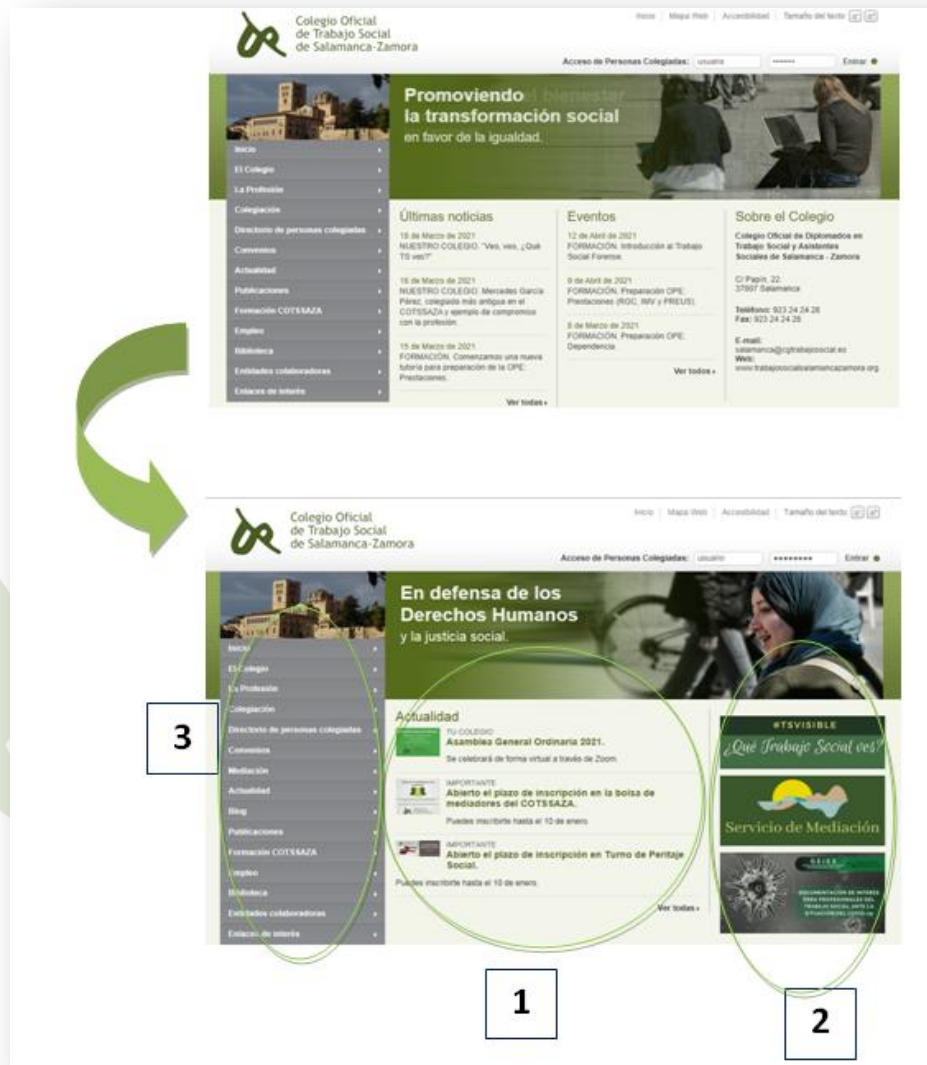 Colegio Oficial
de Trabajo Social
de Salamanca-Zamora
Inicio Mapa Web Accesibilidad Tamaño del texto
Acceso de Personas Colegiadas: usuario ••••••• Entrar
Promoviendo el bienestar
la transformación social
en favor de la igualdad.
Inicio
El Colegio
La Profesión
Colegiación
Directorio de personas colegiadas
Convenios
Actualidad
Publicaciones
Formación COTSSAZA
Empleo
Biblioteca
Entidades colaboradoras
Enlaces de interés
Últimas noticias
18 de Marzo de 2021
NUESTRO COLEGIO. "Veo, veo, ¿Qué
TS ves?"
16 de Marzo de 2021
NUESTRO COLEGIO. Mercedes García
Pérez, colegiada más antigua en el
COTSSAZA y ejemplo de compromiso
con la profesión.
15 de Marzo de 2021
FORMACIÓN. Comenzamos una nueva
tutoría para preparación de la OPE:
Prestaciones.
Ver todas
Eventos
12 de Abril de 2021
FORMACIÓN. Introducción al Trabajo
Social Forense.
9 de Abril de 2021
FORMACIÓN. Preparación OPE:
Prestaciones (RGC, IMV y PREUS).
8 de Marzo de 2021
FORMACIÓN. Preparación OPE:
Dependencia.
Ver todos
Sobre el Colegio
Colegio Oficial de Diplomados en
Trabajo Social y Asistentes
Sociales de Salamanca - Zamora
C/ Papin, 22.
37007 Salamanca
Teléfono: 923 24 24 28
Fax: 923 24 24 28
E-mail:
salamanca@cgtrabajosocial.es
Web:
www.trabajosocialsalamancazamora.org
Colegio Oficial
de Trabajo Social
de Salamanca-Zamora
Inicio Mapa Web Accesibilidad Tamaño del texto
Acceso de Personas Colegiadas: usuario •••••••• Entrar
En defensa de los
Derechos Humanos
y la justicia social.
Inicio
El Colegio
La Profesión
Colegiación
Directorio de personas colegiadas
Convenios
Mediación
Actualidad
Blog
Publicaciones
Formación COTSSAZA
Empleo
Biblioteca
Entidades colaboradoras
Enlaces de interés
Actualidad
TU COLEGIO
Asamblea General Ordinaria 2021.
Se celebrará de forma virtual a través de Zoom.
IMPORTANTE
Abierto el plazo de inscripción en la bolsa de
mediadores del COTSSAZA.
Puedes inscribirte hasta el 10 de enero.
IMPORTANTE
Abierto el plazo de inscripción en Turno de Peritaje
Social.
Puedes inscribirte hasta el 10 de enero.
Ver todas
#TSVISIBLE
¿Qué Trabajo Social ves?
Servicio de Mediación
DOCUMENTACIÓN DE INTERÉS
PARA PROFESIONALES DEL
TRABAJO SOCIAL ANTE LA
SITUACIÓN DEL COVID-19
3
1
2